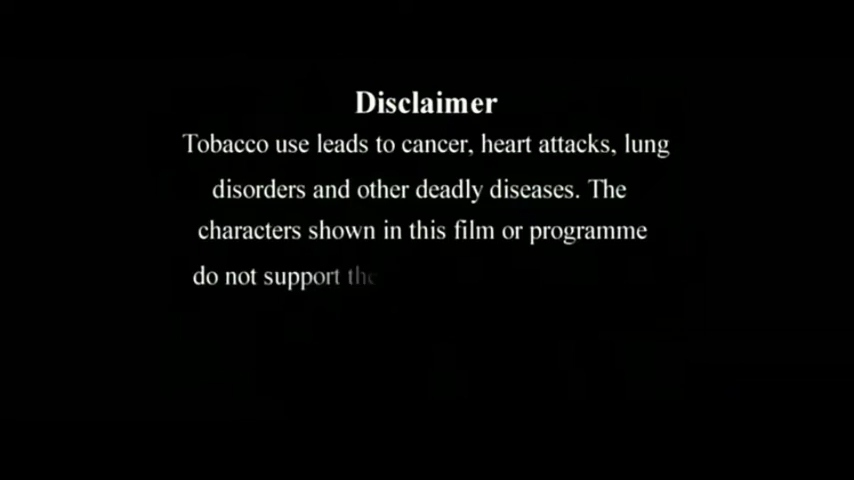 Disclaimer
Tobacco use leads to cancer, heart attacks, lung
disorders and other deadly diseases. The
characters shown in this film or programme
do not support the